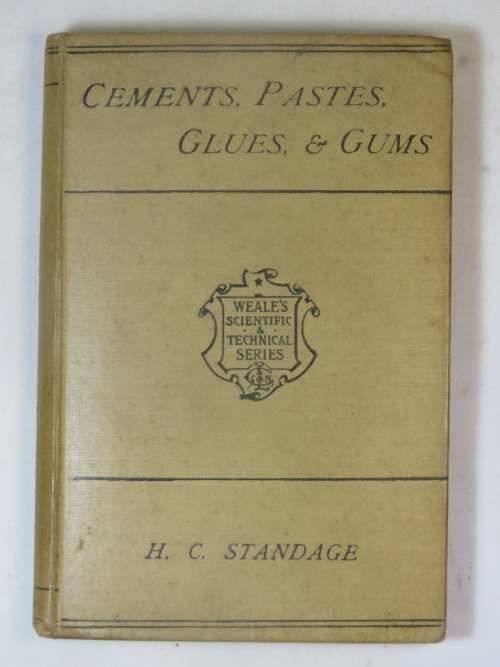 CEMENTS, PASTES,
GLUES, & GUMS
WEALE'S
SCIENTIFIC
&
TECHNICAL
SERIES
H. C. STANDAGE